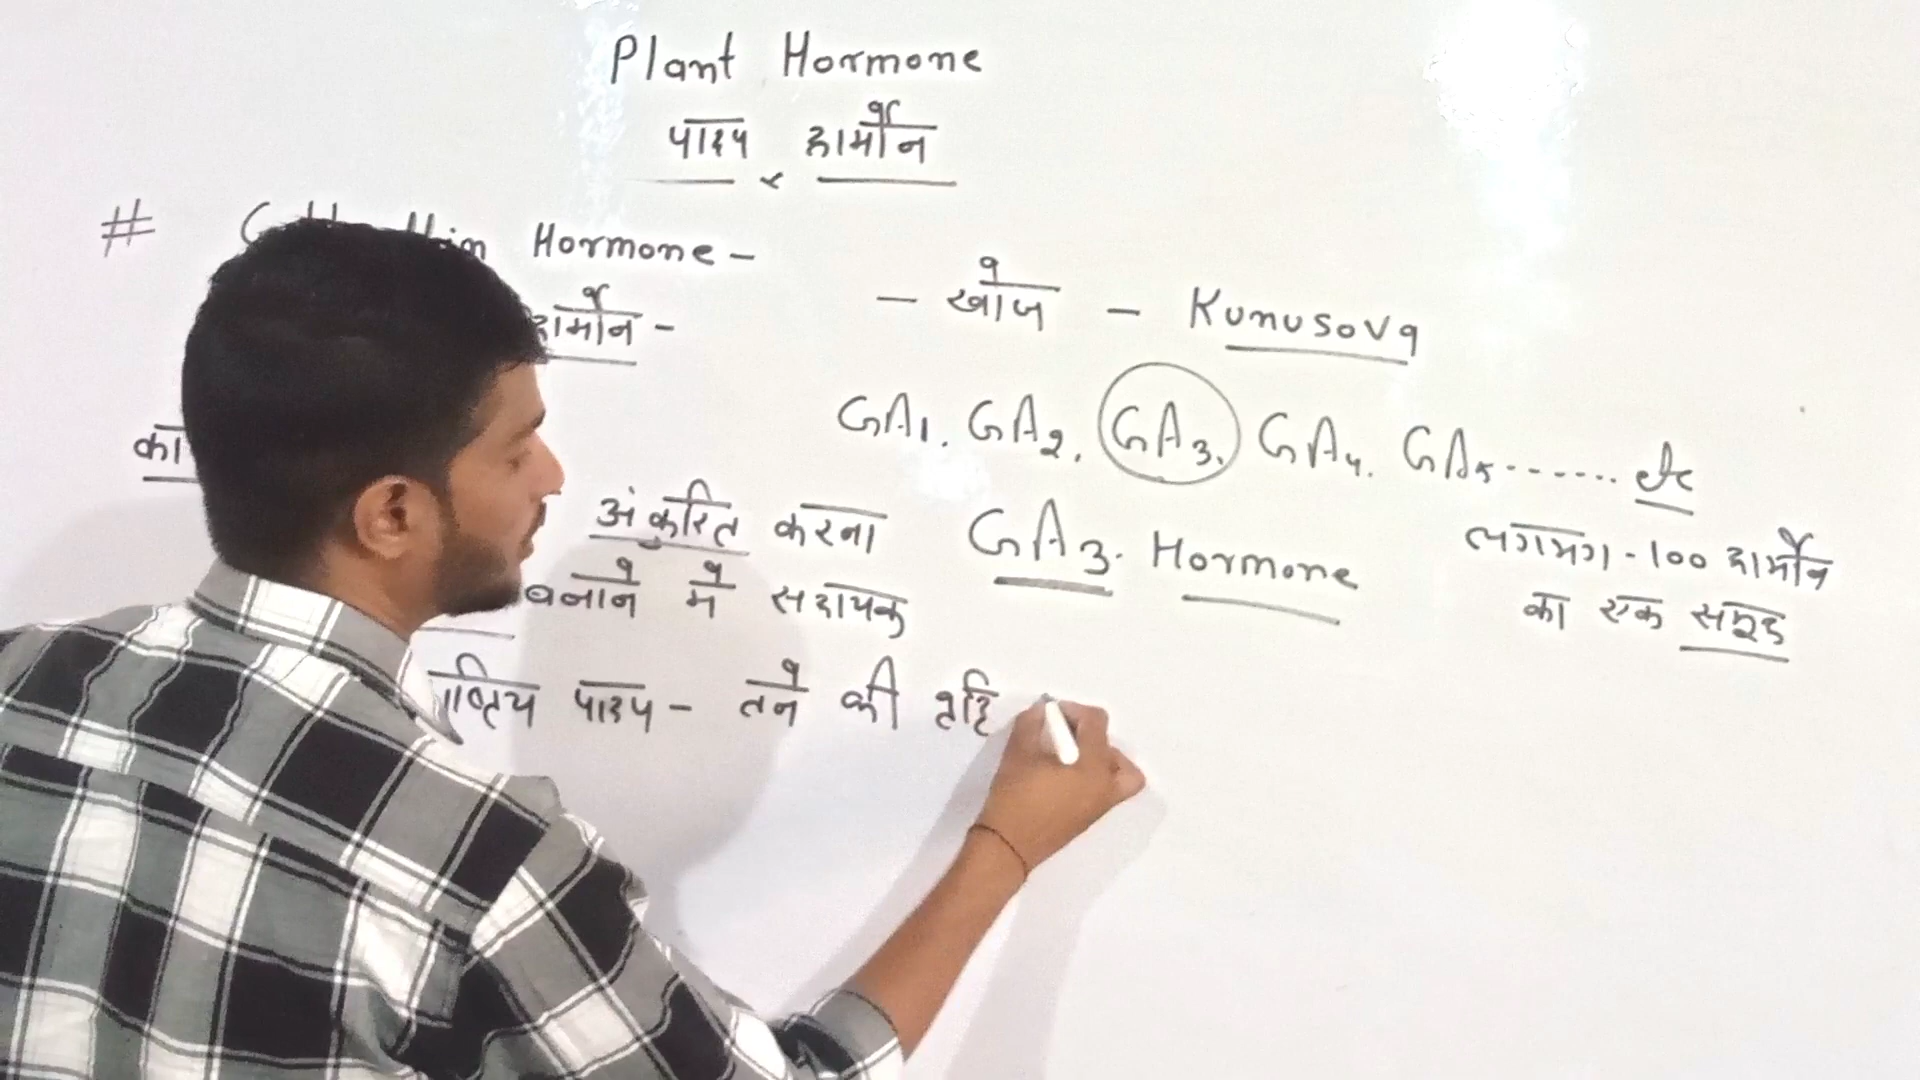 Plant Hormone
पादप हार्मोन
# Hormone -
हार्मोन -
- खोज - Kunusova
GA1, GA2, GA3, GA4, GA5 ....... etc
अंकुरित करना
GA3. Hormone
लगभग - 100 हार्मोन
का एक समूह
बनाने में सहायक
पादप - तने की वृद्धि